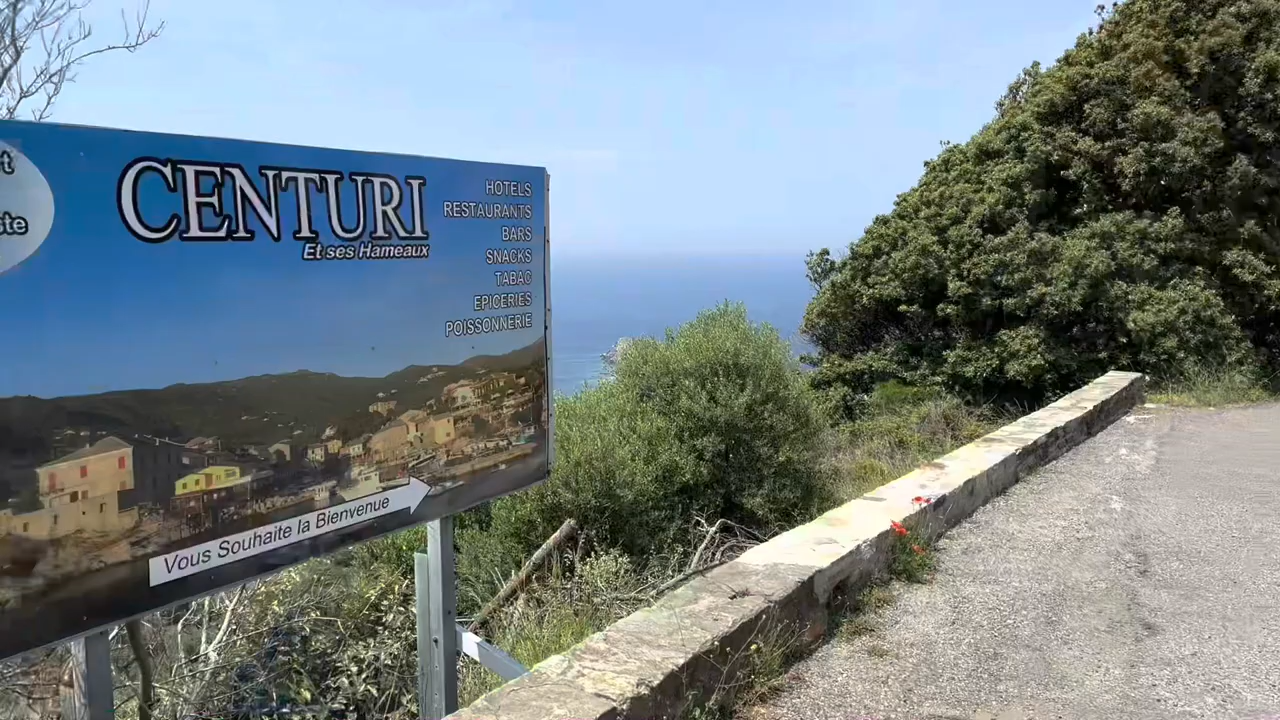 CENTURI
Et ses Hameaux
HOTELS
RESTAURANTS
BARS
SNACKS
TABAC
EPICERIES
POISSONNERIE
Vous Souhaite la Bienvenue